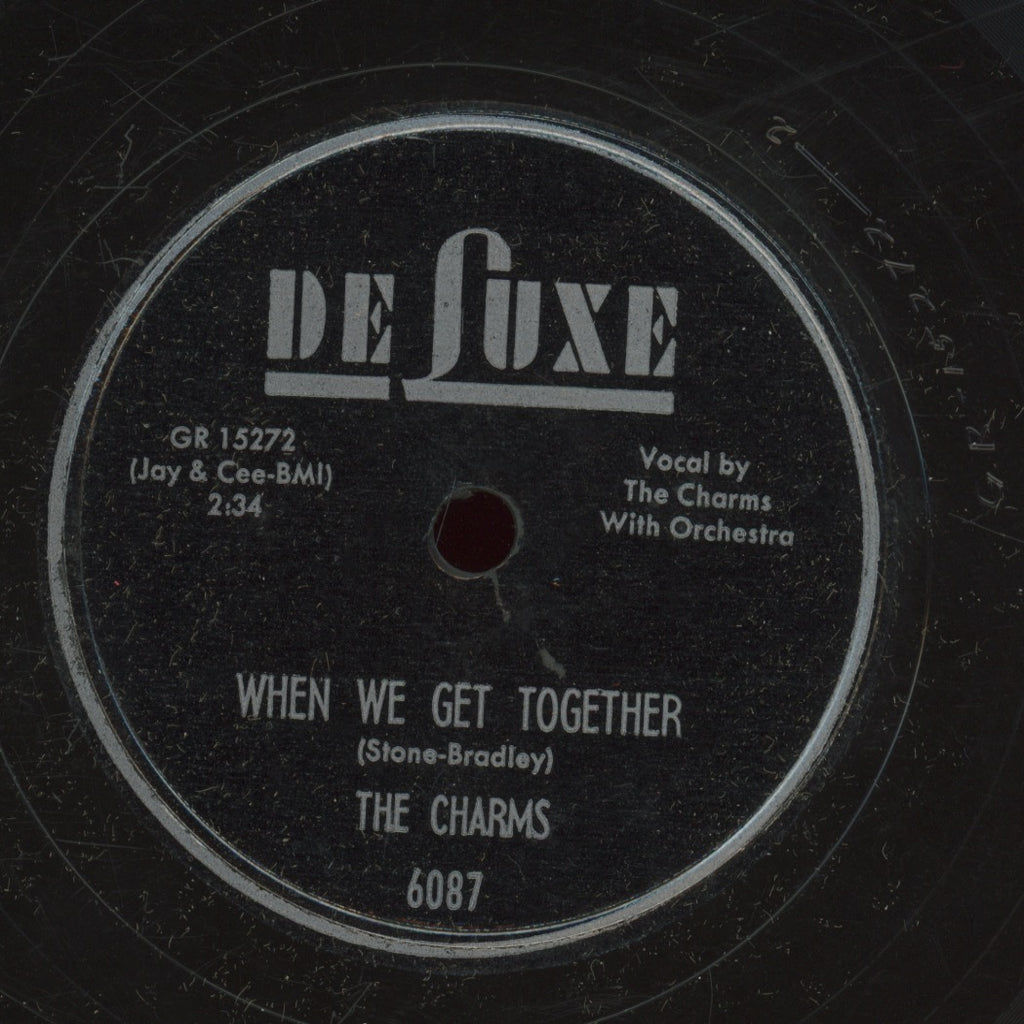 DE LUXE
GR 15272
(Jay & Cee-BMI)
2:34
Vocal by
The Charms
With Orchestra
WHEN WE GET TOGETHER
(Stone-Bradley)
THE CHARMS
6087